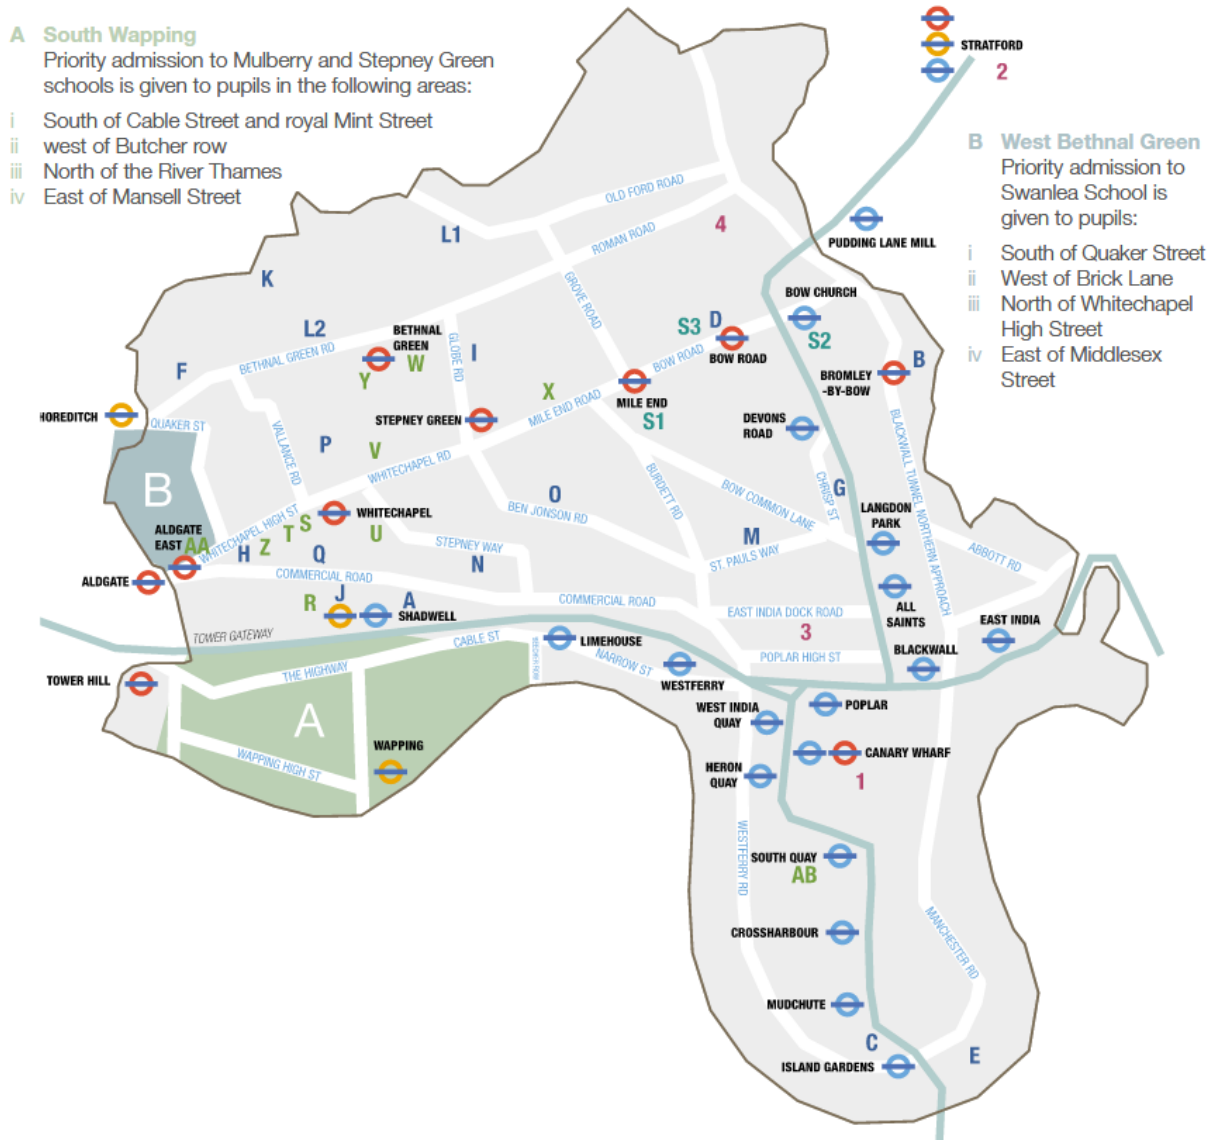 A South Wapping
Priority admission to Mulberry and Stepney Green
schools is given to pupils in the following areas:
i South of Cable Street and royal Mint Street
ii west of Butcher row
iii North of the River Thames
iv East of Mansell Street
STRATFORD
2
B West Bethnal Green
Priority admission to
Swanlea School is
given to pupils:
i South of Quaker Street
ii West of Brick Lane
iii North of Whitechapel
High Street
iv East of Middlesex
Street
OLD FORD ROAD
L1
4
ROMAN ROAD
PUDDING LANE MILL
K
GROVE ROAD
BOW CHURCH
L2
BETHNAL
GREEN
S3
D
S2
GLOBE RD
I
BETHNAL GREEN RD
W
BOW ROAD
BOW ROAD
B
F
Y
BROMLEY
-BY-BOW
X
MILE END
HOREDITCH
QUAKER ST
STEPNEY GREEN
MILE END ROAD
S1
DEVONS
ROAD
VALLANCE RD
P
V
WHITECHAPEL RD
BLACKWALL TUNNEL NORTHERN APPROACH
B
BURDETT RD
BOW COMMON LANE
CHRISP ST
G
O
BEN JONSON RD
LANGDON
PARK
ALDGATE
EAST
AA
WHITECHAPEL HIGH ST
S
WHITECHAPEL
T
U
Z
H
Q
STEPNEY WAY
M
ST. PAULS WAY
ABBOTT RD
N
ALDGATE
COMMERCIAL ROAD
J
A
R
SHADWELL
COMMERCIAL ROAD
EAST INDIA DOCK ROAD
ALL
SAINTS
EAST INDIA
TOWER GATEWAY
CABLE ST
LIMEHOUSE
3
NARROW ST
POPLAR HIGH ST
BLACKWALL
THE HIGHWAY
TOWER HILL
WESTFERRY
WEST INDIA
QUAY
POPLAR
A
WAPPING
WAPPING HIGH ST
CANARY WHARF
HERON
QUAY
1
WESTFERRY RD
SOUTH QUAY
AB
CROSSHARBOUR
MANCHESTER RD
MUDCHUTE
C
E
ISLAND GARDENS